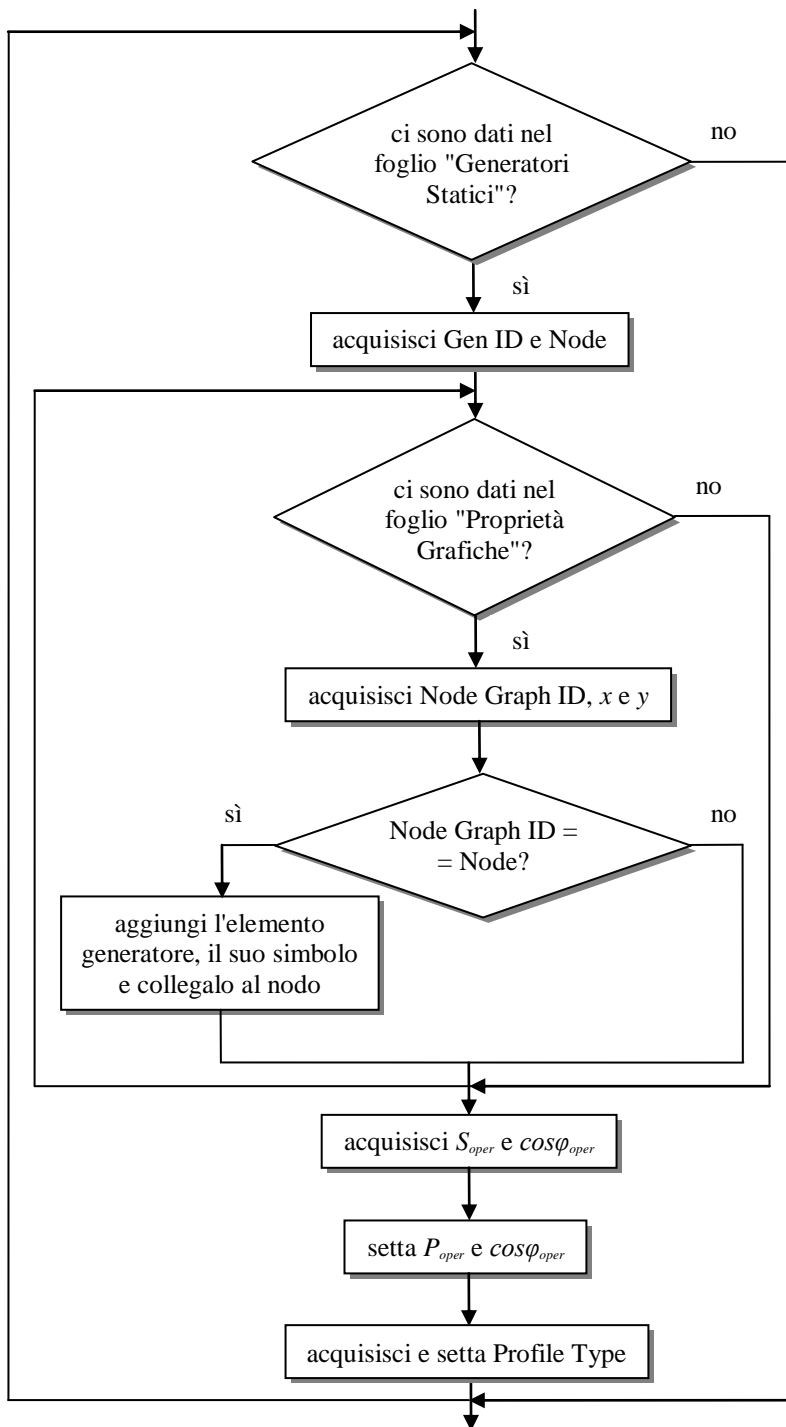 ci sono dati nel
foglio "Generatori
Statici"?
no
sì
acquisisci Gen ID e Node
ci sono dati nel
foglio "Proprietà
Grafiche"?
no
sì
acquisisci Node Graph ID, x e y
sì
Node Graph ID =
= Node?
no
aggiungi l'elemento
generatore, il suo simbolo
e collegalo al nodo
acquisisci Soper e cosφoper
setta Poper e cosφoper
acquisisci e setta Profile Type